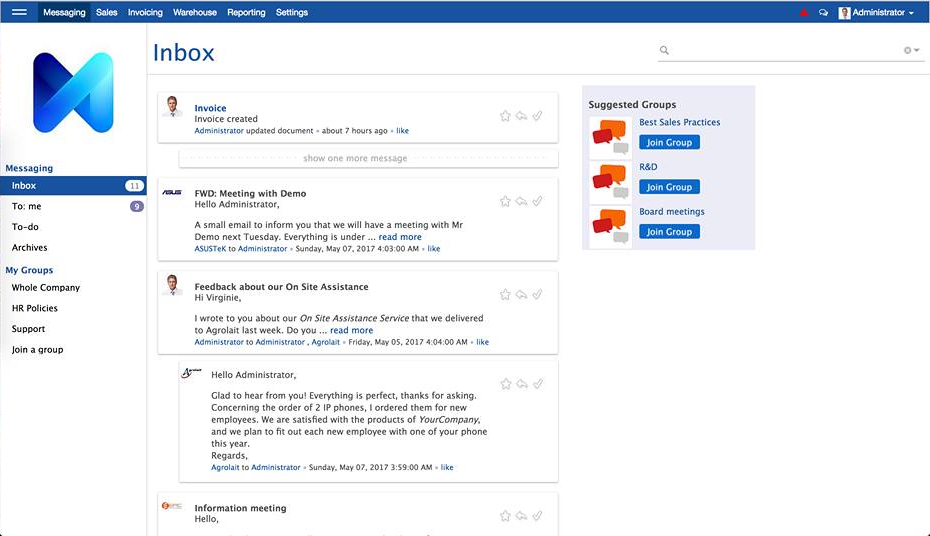 Messaging Sales Invoicing Warehouse Reporting Settings Administrator
Inbox
Messaging
Inbox 11
To: me 9
To-do
Archives
My Groups
Whole Company
HR Policies
Support
Join a group
Invoice
Invoice created
Administrator updated document • about 7 hours ago • like
show one more message
ASUS
FWD: Meeting with Demo
Hello Administrator,
A small email to inform you that we will have a meeting with Mr
Demo next Tuesday. Everything is under ... read more
ASUSTeK to Administrator • Sunday, May 07, 2017 4:03:00 AM • like
Feedback about our On Site Assistance
Hi Virginie,
I wrote to you about our On Site Assistance Service that we delivered
to Agrolait last week. Do you ... read more
Administrator to Administrator , Agrolait • Friday, May 05, 2017 4:04:00 AM • like
Agrolait
Hello Administrator,
Glad to hear from you! Everything is perfect, thanks for asking.
Concerning the order of 2 IP phones, I ordered them for new
employees. We are satisfied with the products of YourCompany,
and we plan to fit out each new employee with one of your phone
this year.
Regards,
Agrolait to Administrator • Sunday, May 07, 2017 3:59:00 AM • like
Information meeting
Hello,
Suggested Groups
Best Sales Practices
Join Group
R&D
Join Group
Board meetings
Join Group